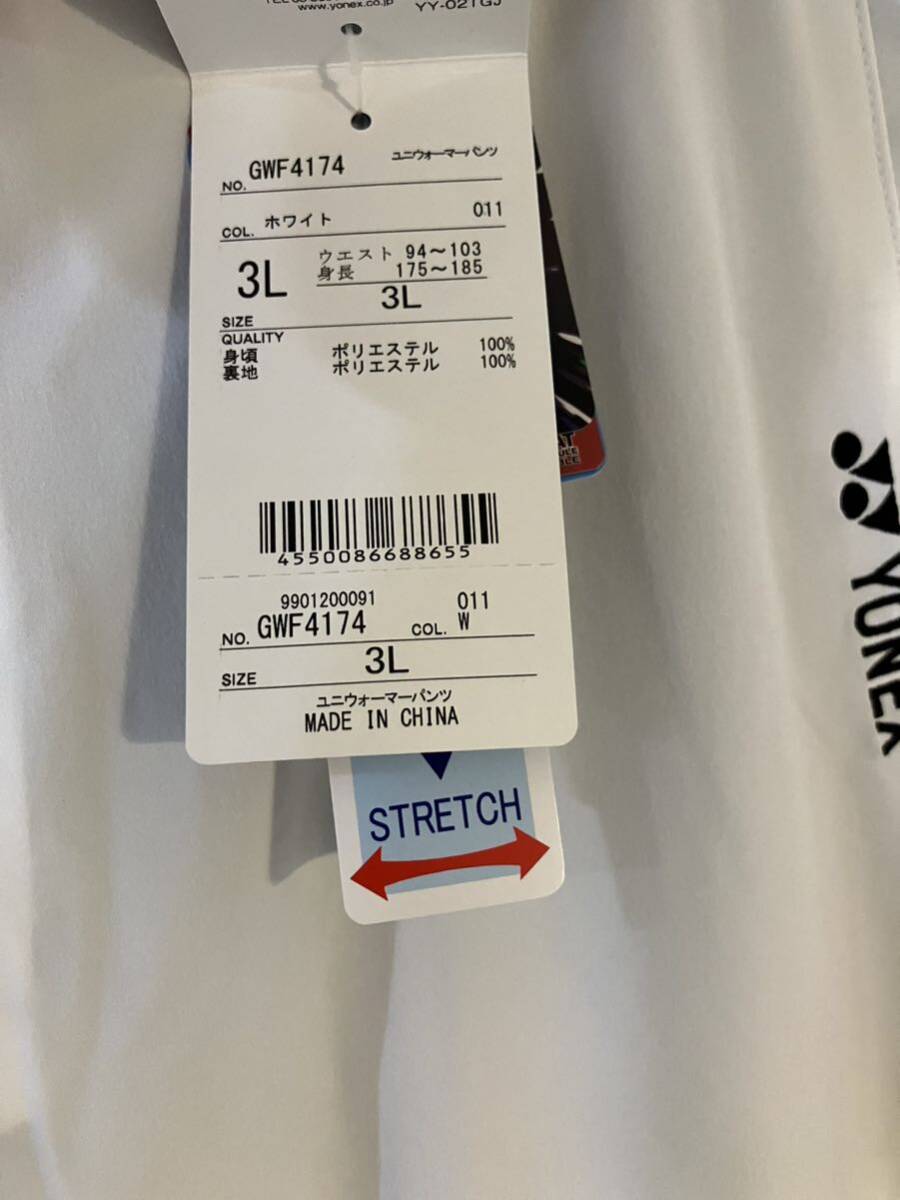 www.yonex.co.jp YY-021GJ
NO. GWF4174 ユニウォーマーパンツ
COL. ホワイト 011
3L ウエスト 94～103
身長 175～185
3L
SIZE
QUALITY
身頃 ポリエステル 100%
裏地 ポリエステル 100%
4550086688655
9901200091 011
NO. GWF4174 COL. W
SIZE 3L
ユニウォーマーパンツ
MADE IN CHINA
STRETCH
YONEX